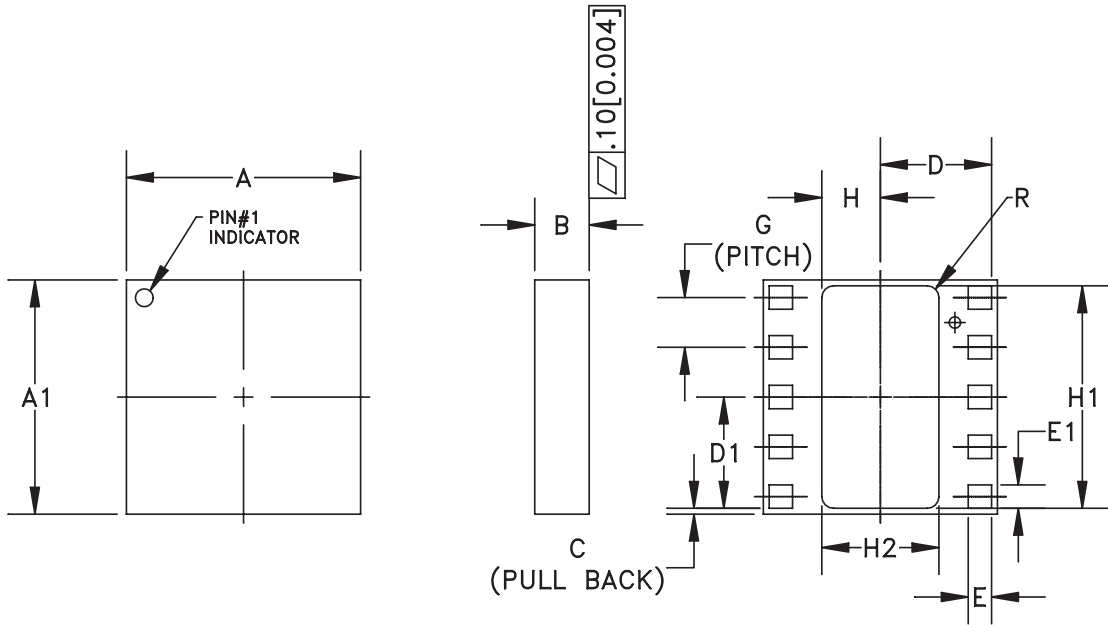 .10[0.004]
A
PIN#1
INDICATOR
A1
B
D
H
R
G
(PITCH)
D1
H1
E1
C
(PULL BACK)
H2
E